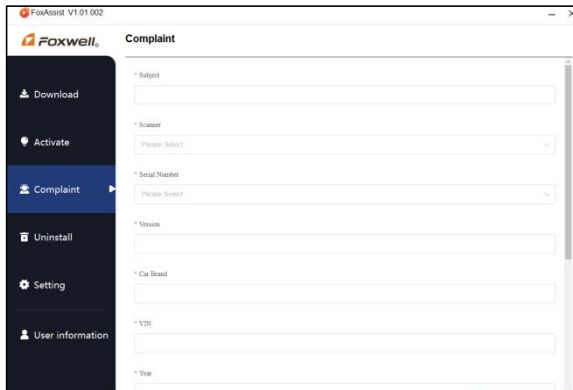 FoxAssist V1.01.002
FOXWELL®
Complaint
Download
Activate
Complaint
Uninstall
Setting
User information
* Subject
* Scanner
Please Select
* Serial Number
Please Select
* Version
* Car Brand
* VIN
* Year